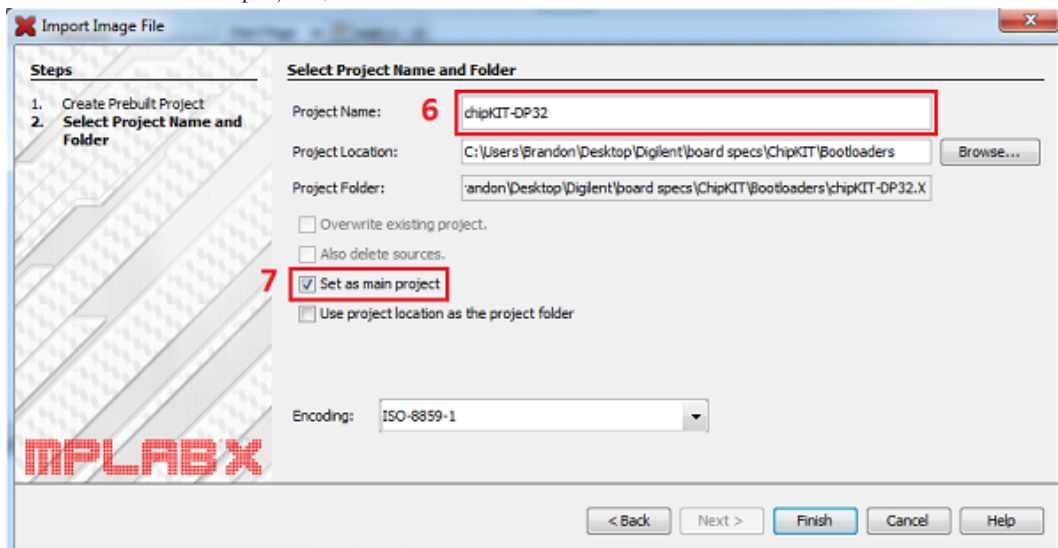 Import Image File
Steps
1. Create Prebuilt Project
2. Select Project Name and
Folder
Select Project Name and Folder
Project Name: 6 chipKIT-DP32
Project Location: C:\Users\Brandon\Desktop\Digilent\board specs\ChipKIT\Bootloaders Browse...
Project Folder: randon\Desktop\Digilent\board specs\ChipKIT\Bootloaders\chipKIT-DP32.X
Overwrite existing project.
Also delete sources.
7 Set as main project
Use project location as the project folder
Encoding: ISO-8859-1
MPLAB X
< Back Next > Finish Cancel Help